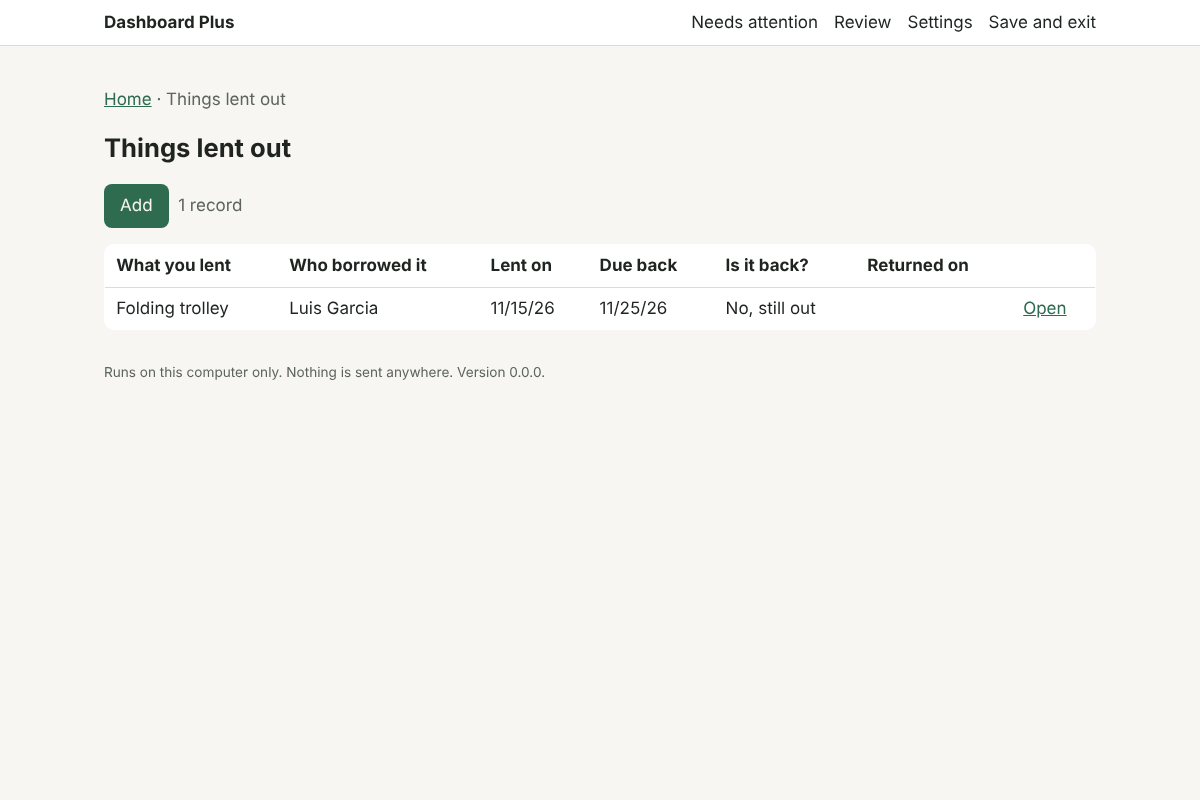 Dashboard Plus Needs attention Review Settings Save and exit
Home · Things lent out
Things lent out
Add 1 record
What you lent Who borrowed it Lent on Due back Is it back? Returned on
Folding trolley Luis Garcia 11/15/26 11/25/26 No, still out Open
Runs on this computer only. Nothing is sent anywhere. Version 0.0.0.